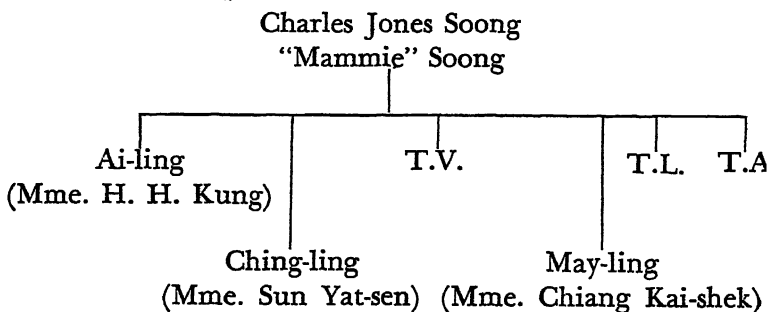 Charles Jones Soong
“Mammie” Soong
Ai-ling T.V. T.L. T.A
(Mme. H. H. Kung)
Ching-ling May-ling
(Mme. Sun Yat-sen) (Mme. Chiang Kai-shek)